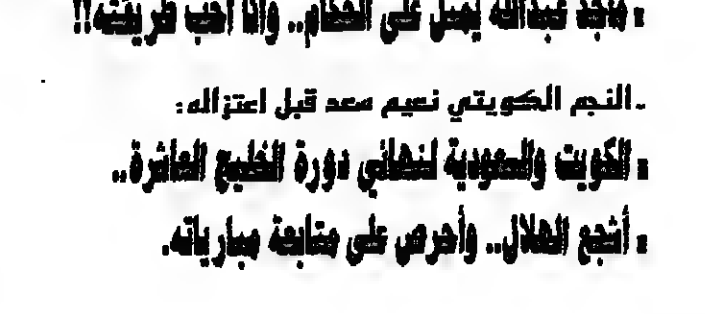 ▪ ماجد عبدالله يمثل على الحكام.. وأنا أحب طريقته!!
ـ النجم الكويتي نعيم سعد قبل اعتزاله:
▪ الكويت والسعودية لنهائي دورة الخليج العاشرة..
▪ أشجع الهلال.. وأحرص على متابعة مبارياته.